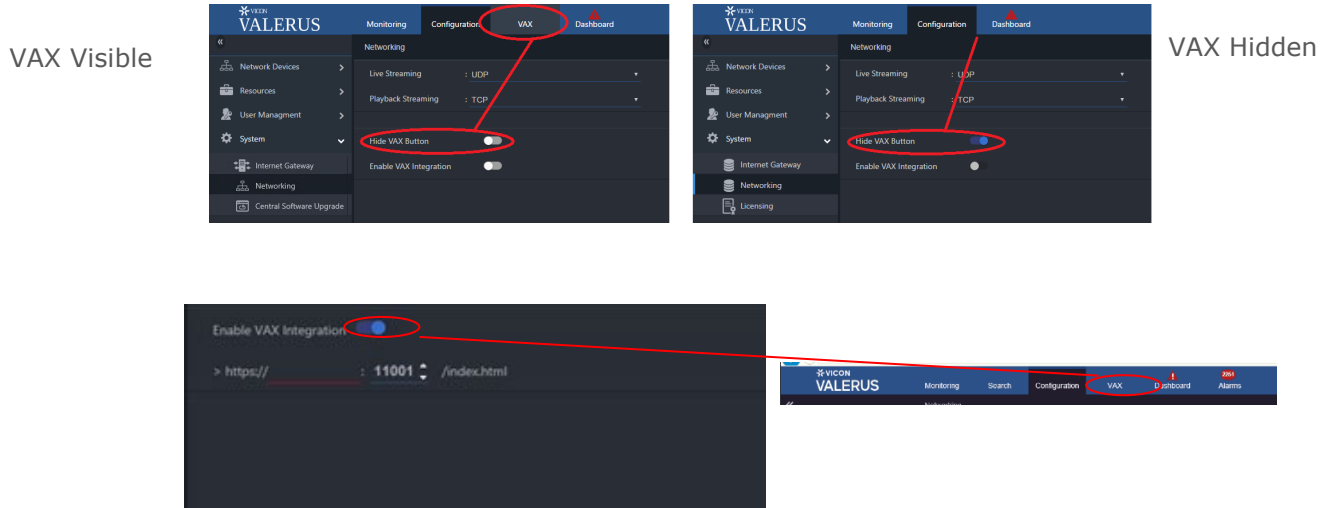 VAX Visible
VICON
VALERUS
Monitoring Configuration VAX Dashboard
«
Networking
Network Devices
Resources
User Managment
System
Internet Gateway
Networking
Central Software Upgrade
Live Streaming : UDP
Playback Streaming : TCP
Hide VAX Button
Enable VAX Integration
VICON
VALERUS
Monitoring Configuration Dashboard
«
Networking
Network Devices
Resources
User Managment
System
Internet Gateway
Networking
Licensing
Live Streaming : UDP
Playback Streaming : TCP
Hide VAX Button
Enable VAX Integration
VAX Hidden
Enable VAX Integration
> https:// : 11001 /index.html
VICON
VALERUS
Monitoring Search Configuration VAX Dashboard Alarms
2261
«
Networking